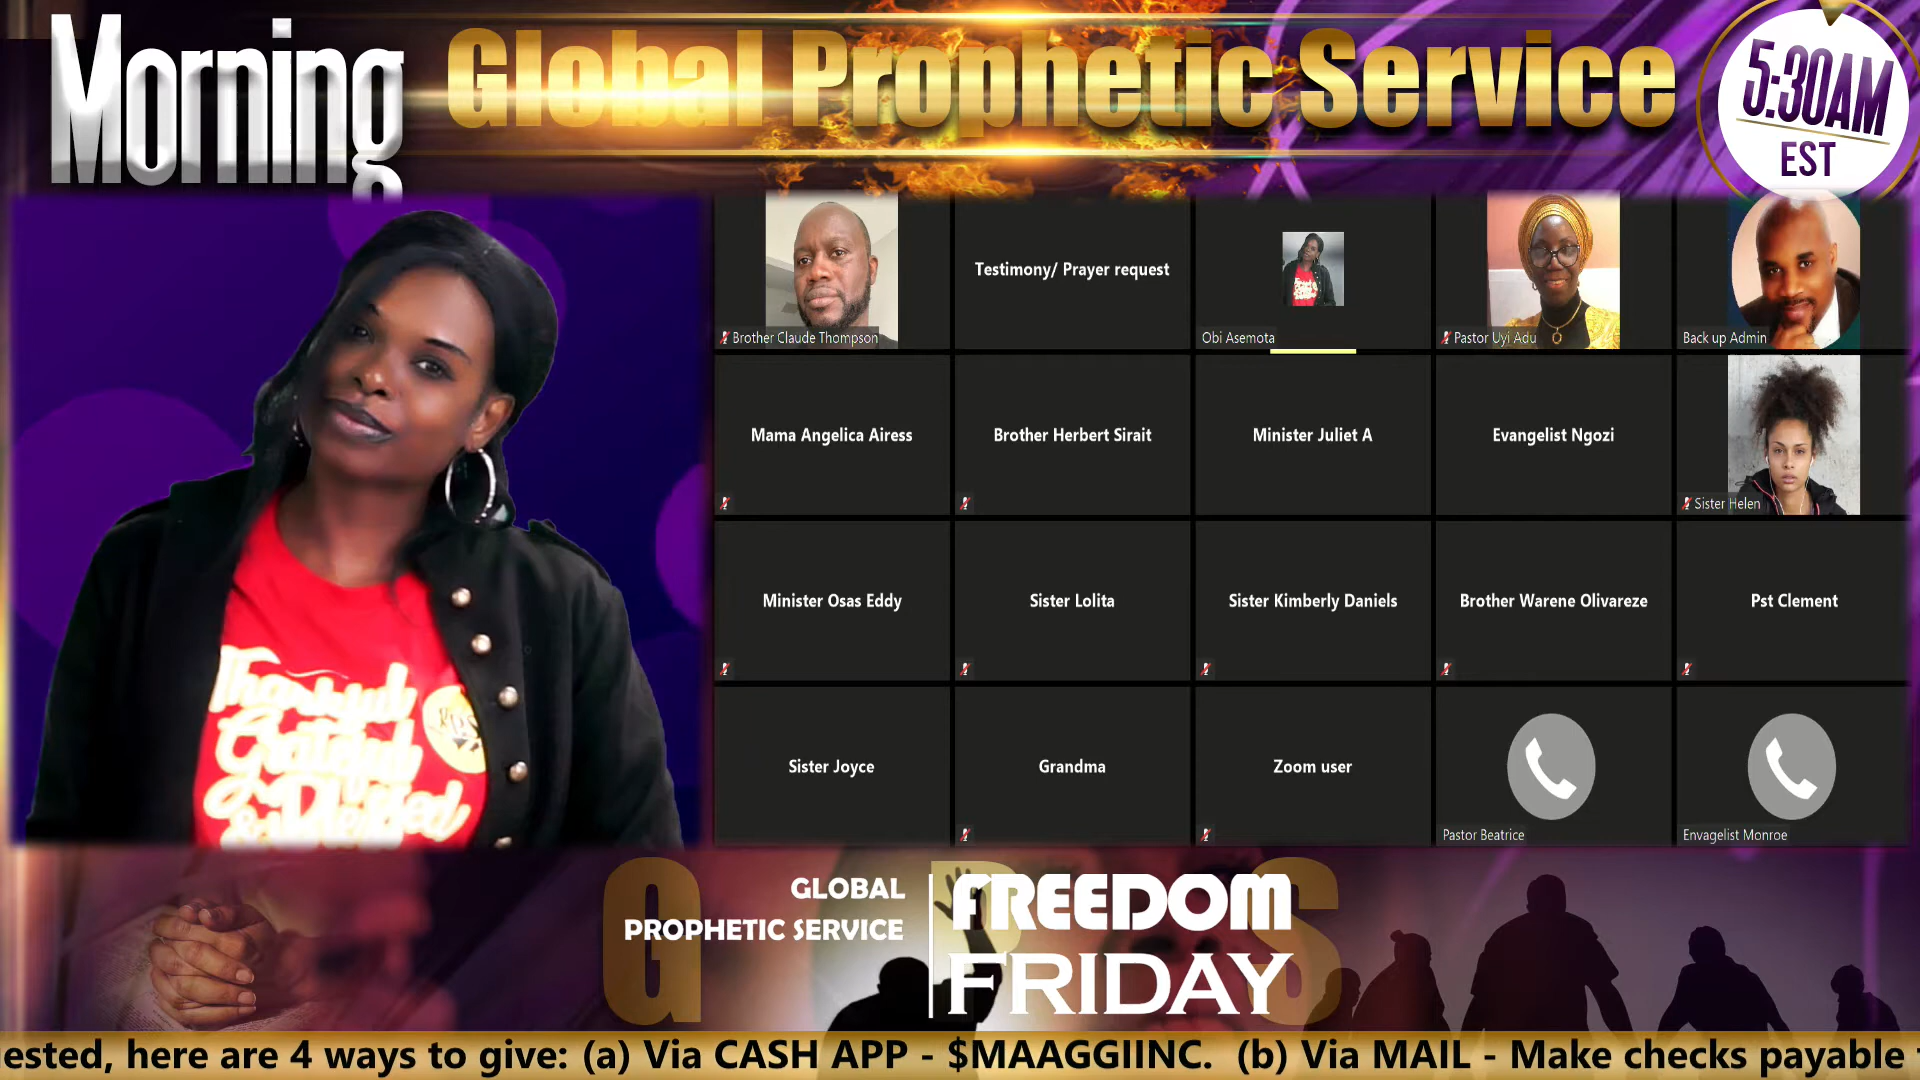 Morning
Global Prophetic Service
5:30AM
EST
Brother Claude Thompson
Testimony/ Prayer request
Obi Asemota
Pastor Uyi Adu
Back up Admin
Mama Angelica Airess
Brother Herbert Sirait
Minister Juliet A
Evangelist Ngozi
Sister Helen
Minister Osas Eddy
Sister Lolita
Sister Kimberly Daniels
Brother Warene Olivareze
Pst Clement
Sister Joyce
Grandma
Zoom user
Pastor Beatrice
Envagelist Monroe
Thankful
Grateful
& Blessed
G P S
GLOBAL
PROPHETIC SERVICE
FREEDOM
FRIDAY
ested, here are 4 ways to give: (a) Via CASH APP - $MAAGGIINC. (b) Via MAIL - Make checks payable